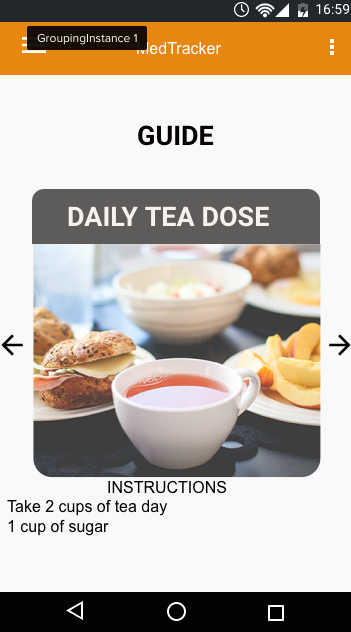 16:59
GroupingInstance 1
MedTracker
GUIDE
DAILY TEA DOSE
INSTRUCTIONS
Take 2 cups of tea day
1 cup of sugar